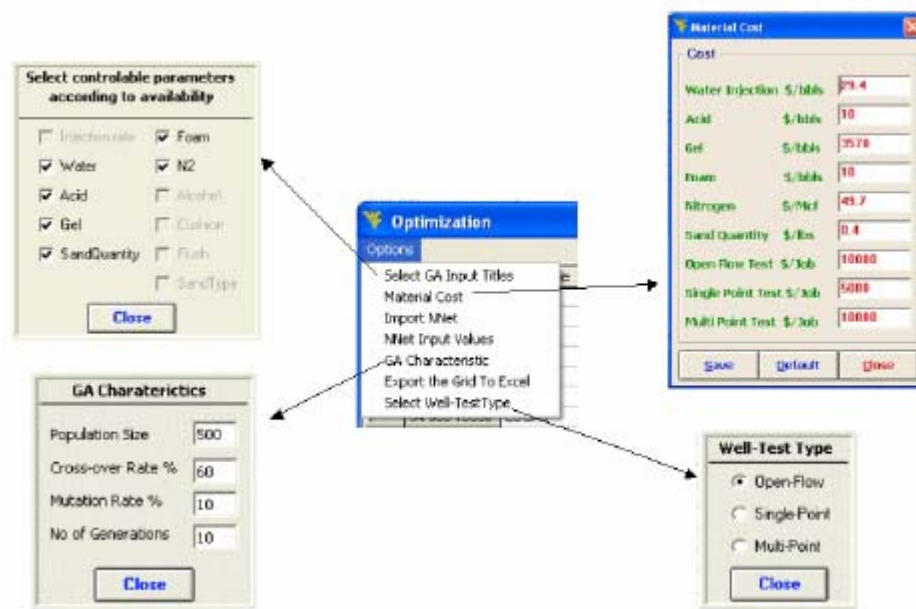 Select controlable parameters
according to availability
Injection rate
Foam
Water
N2
Acid
Alcohol
Gel
Cushion
SandQuantity
Flush
SandType
Close
Optimization
Options
Select GA Input Titles
Material Cost
Import NNet
NNet Input Values
GA Characteristic
Export the Grid To Excel
Select Well-TestType
Material Cost
Cost
Water Injection $/bbls
Acid $/bbls 10
Gel $/bbls 3570
Foam $/bbls 10
Nitrogen $/Mcf 49.7
Sand Quantity $/lbs 0.4
Open Flow Test $/Job 10000
Single Point Test $/Job 5000
Multi Point Test $/Job 10000
Save Default Close
GA Charaterictics
Population Size 500
Cross-over Rate % 60
Mutation Rate % 10
No of Generations 10
Close
Well-Test Type
Open-Flow
Single-Point
Multi-Point
Close